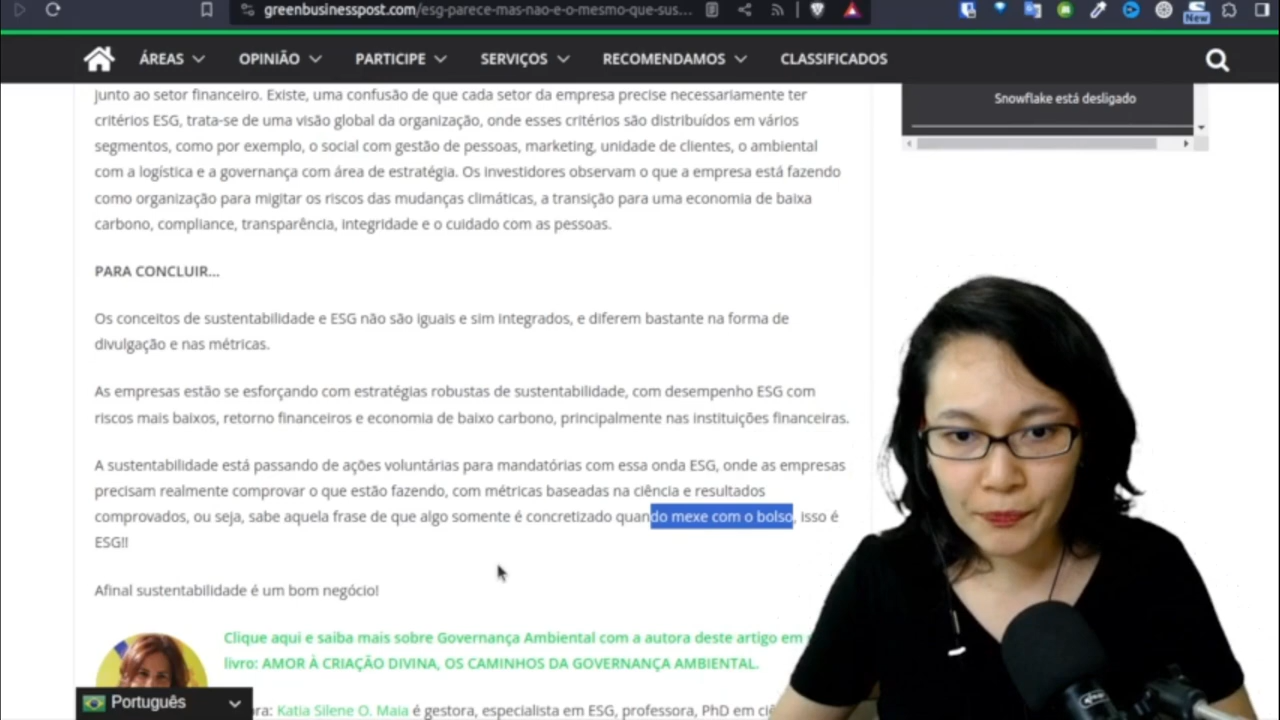 greenbusinesspost.com/esg-parece-mas-nao-e-o-mesmo-que-sus...
New
ÁREAS
OPINIÃO
PARTICIPE
SERVIÇOS
RECOMENDAMOS
CLASSIFICADOS
Snowflake está desligado
junto ao setor financeiro. Existe, uma confusão de que cada setor da empresa precise necessariamente ter
critérios ESG, trata-se de uma visão global da organização, onde esses critérios são distribuídos em vários
segmentos, como por exemplo, o social com gestão de pessoas, marketing, unidade de clientes, o ambiental
com a logística e a governança com área de estratégia. Os investidores observam o que a empresa está fazendo
como organização para migitar os riscos das mudanças climáticas, a transição para uma economia de baixa
carbono, compliance, transparência, integridade e o cuidado com as pessoas.
PARA CONCLUIR...
Os conceitos de sustentabilidade e ESG não são iguais e sim integrados, e diferem bastante na forma de
divulgação e nas métricas.
As empresas estão se esforçando com estratégias robustas de sustentabilidade, com desempenho ESG com
riscos mais baixos, retorno financeiros e economia de baixo carbono, principalmente nas instituições financeiras.
A sustentabilidade está passando de ações voluntárias para mandatórias com essa onda ESG, onde as empresas
precisam realmente comprovar o que estão fazendo, com métricas baseadas na ciência e resultados
comprovados, ou seja, sabe aquela frase de que algo somente é concretizado quando mexe com o bolso, isso é
ESG!!
Afinal sustentabilidade é um bom negócio!
Clique aqui e saiba mais sobre Governança Ambiental com a autora deste artigo em
livro: AMOR À CRIAÇÃO DIVINA, OS CAMINHOS DA GOVERNANÇA AMBIENTAL.
Português
ora: Katia Silene O. Maia é gestora, especialista em ESG, professora, PhD em